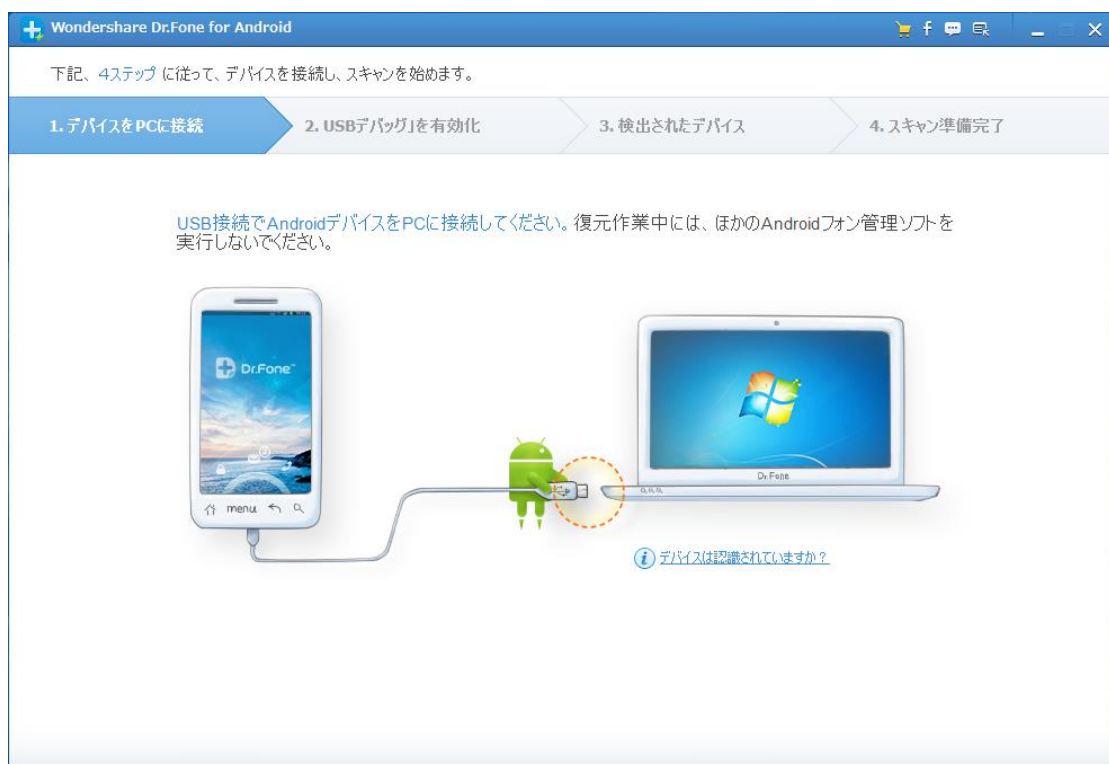 Wondershare Dr.Fone for Android
下記、4ステップ に従って、デバイスを接続し、スキャンを始めます。
1. デバイスをPCに接続
2. USBデバッグ」を有効化
3. 検出されたデバイス
4. スキャン準備完了
USB接続でAndroidデバイスをPCに接続してください。復元作業中には、ほかのAndroidフォン管理ソフトを
実行しないでください。
Dr.Fone
menu
Dr.Fone
デバイスは認識されていますか?